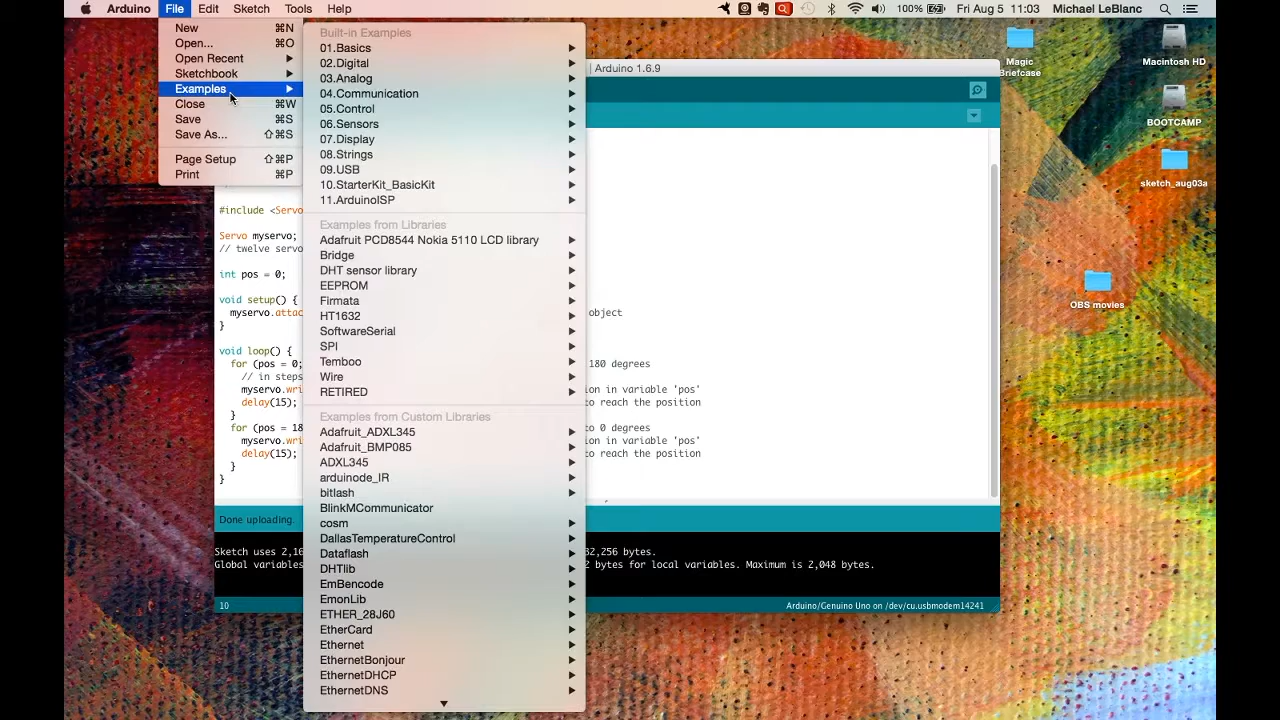 Arduino File Edit Sketch Tools Help 100% Fri Aug 5 11:03 Michael LeBlanc
New ⌘N
Open... ⌘O
Open Recent
Sketchbook
Examples
Close ⌘W
Save ⌘S
Save As... ⇧⌘S
Page Setup ⇧⌘P
Print ⌘P
Built-in Examples
01.Basics
02.Digital
03.Analog
04.Communication
05.Control
06.Sensors
07.Display
08.Strings
09.USB
10.StarterKit_BasicKit
11.ArduinoISP
Examples from Libraries
Adafruit PCD8544 Nokia 5110 LCD library
Bridge
DHT sensor library
EEPROM
Firmata
HT1632
SoftwareSerial
SPI
Temboo
Wire
RETIRED
Examples from Custom Libraries
Adafruit_ADXL345
Adafruit_BMP085
ADXL345
arduinode_IR
bitlash
BlinkMCommunicator
cosm
DallasTemperatureControl
Dataflash
DHTlib
EmBencode
EmonLib
ETHER_28J60
EtherCard
Ethernet
EthernetBonjour
EthernetDHCP
EthernetDNS
| Arduino 1.6.9
#include <Servo
Servo myservo;
// twelve servo
int pos = 0;
void setup() {
myservo.attac object
}
void loop() {
for (pos = 0; 180 degrees
// in steps
myservo.wri ion in variable 'pos'
delay(15); to reach the position
}
for (pos = 18 to 0 degrees
myservo.wri ion in variable 'pos'
delay(15); to reach the position
}
}
Done uploading.
Sketch uses 2,16 32,256 bytes.
Global variables 2 bytes for local variables. Maximum is 2,048 bytes.
10 Arduino/Genuino Uno on /dev/cu.usbmodem14241
Magic
Briefcase
Macintosh HD
BOOTCAMP
sketch_aug03a
OBS movies